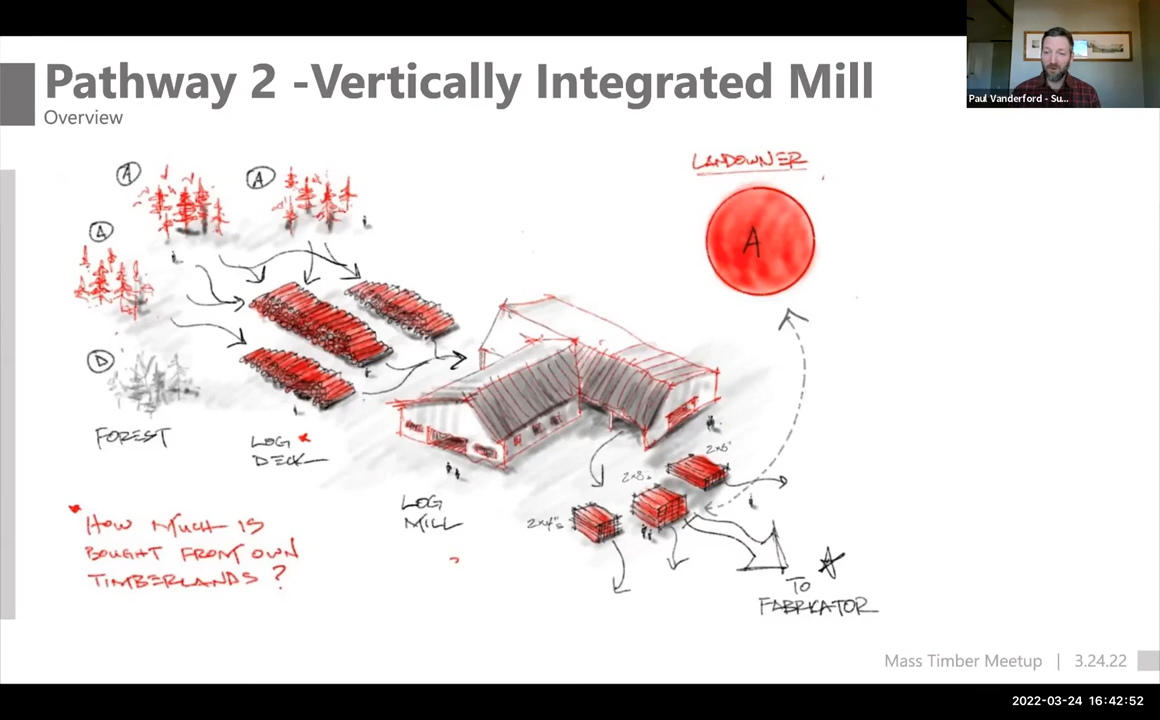 Pathway 2 -Vertically Integrated Mill
Overview
Paul Vanderford - Su...
LANDOWNER
A
A
A
A
D
FOREST
LOG
DECK
LOG
MILL
2x4's
2x8's
2x6"
TO
FABRKATOR
HOW MUCH IS
BOUGHT FROM OWN
TIMBERLANDS?
Mass Timber Meetup | 3.24.22
2022-03-24 16:42:52